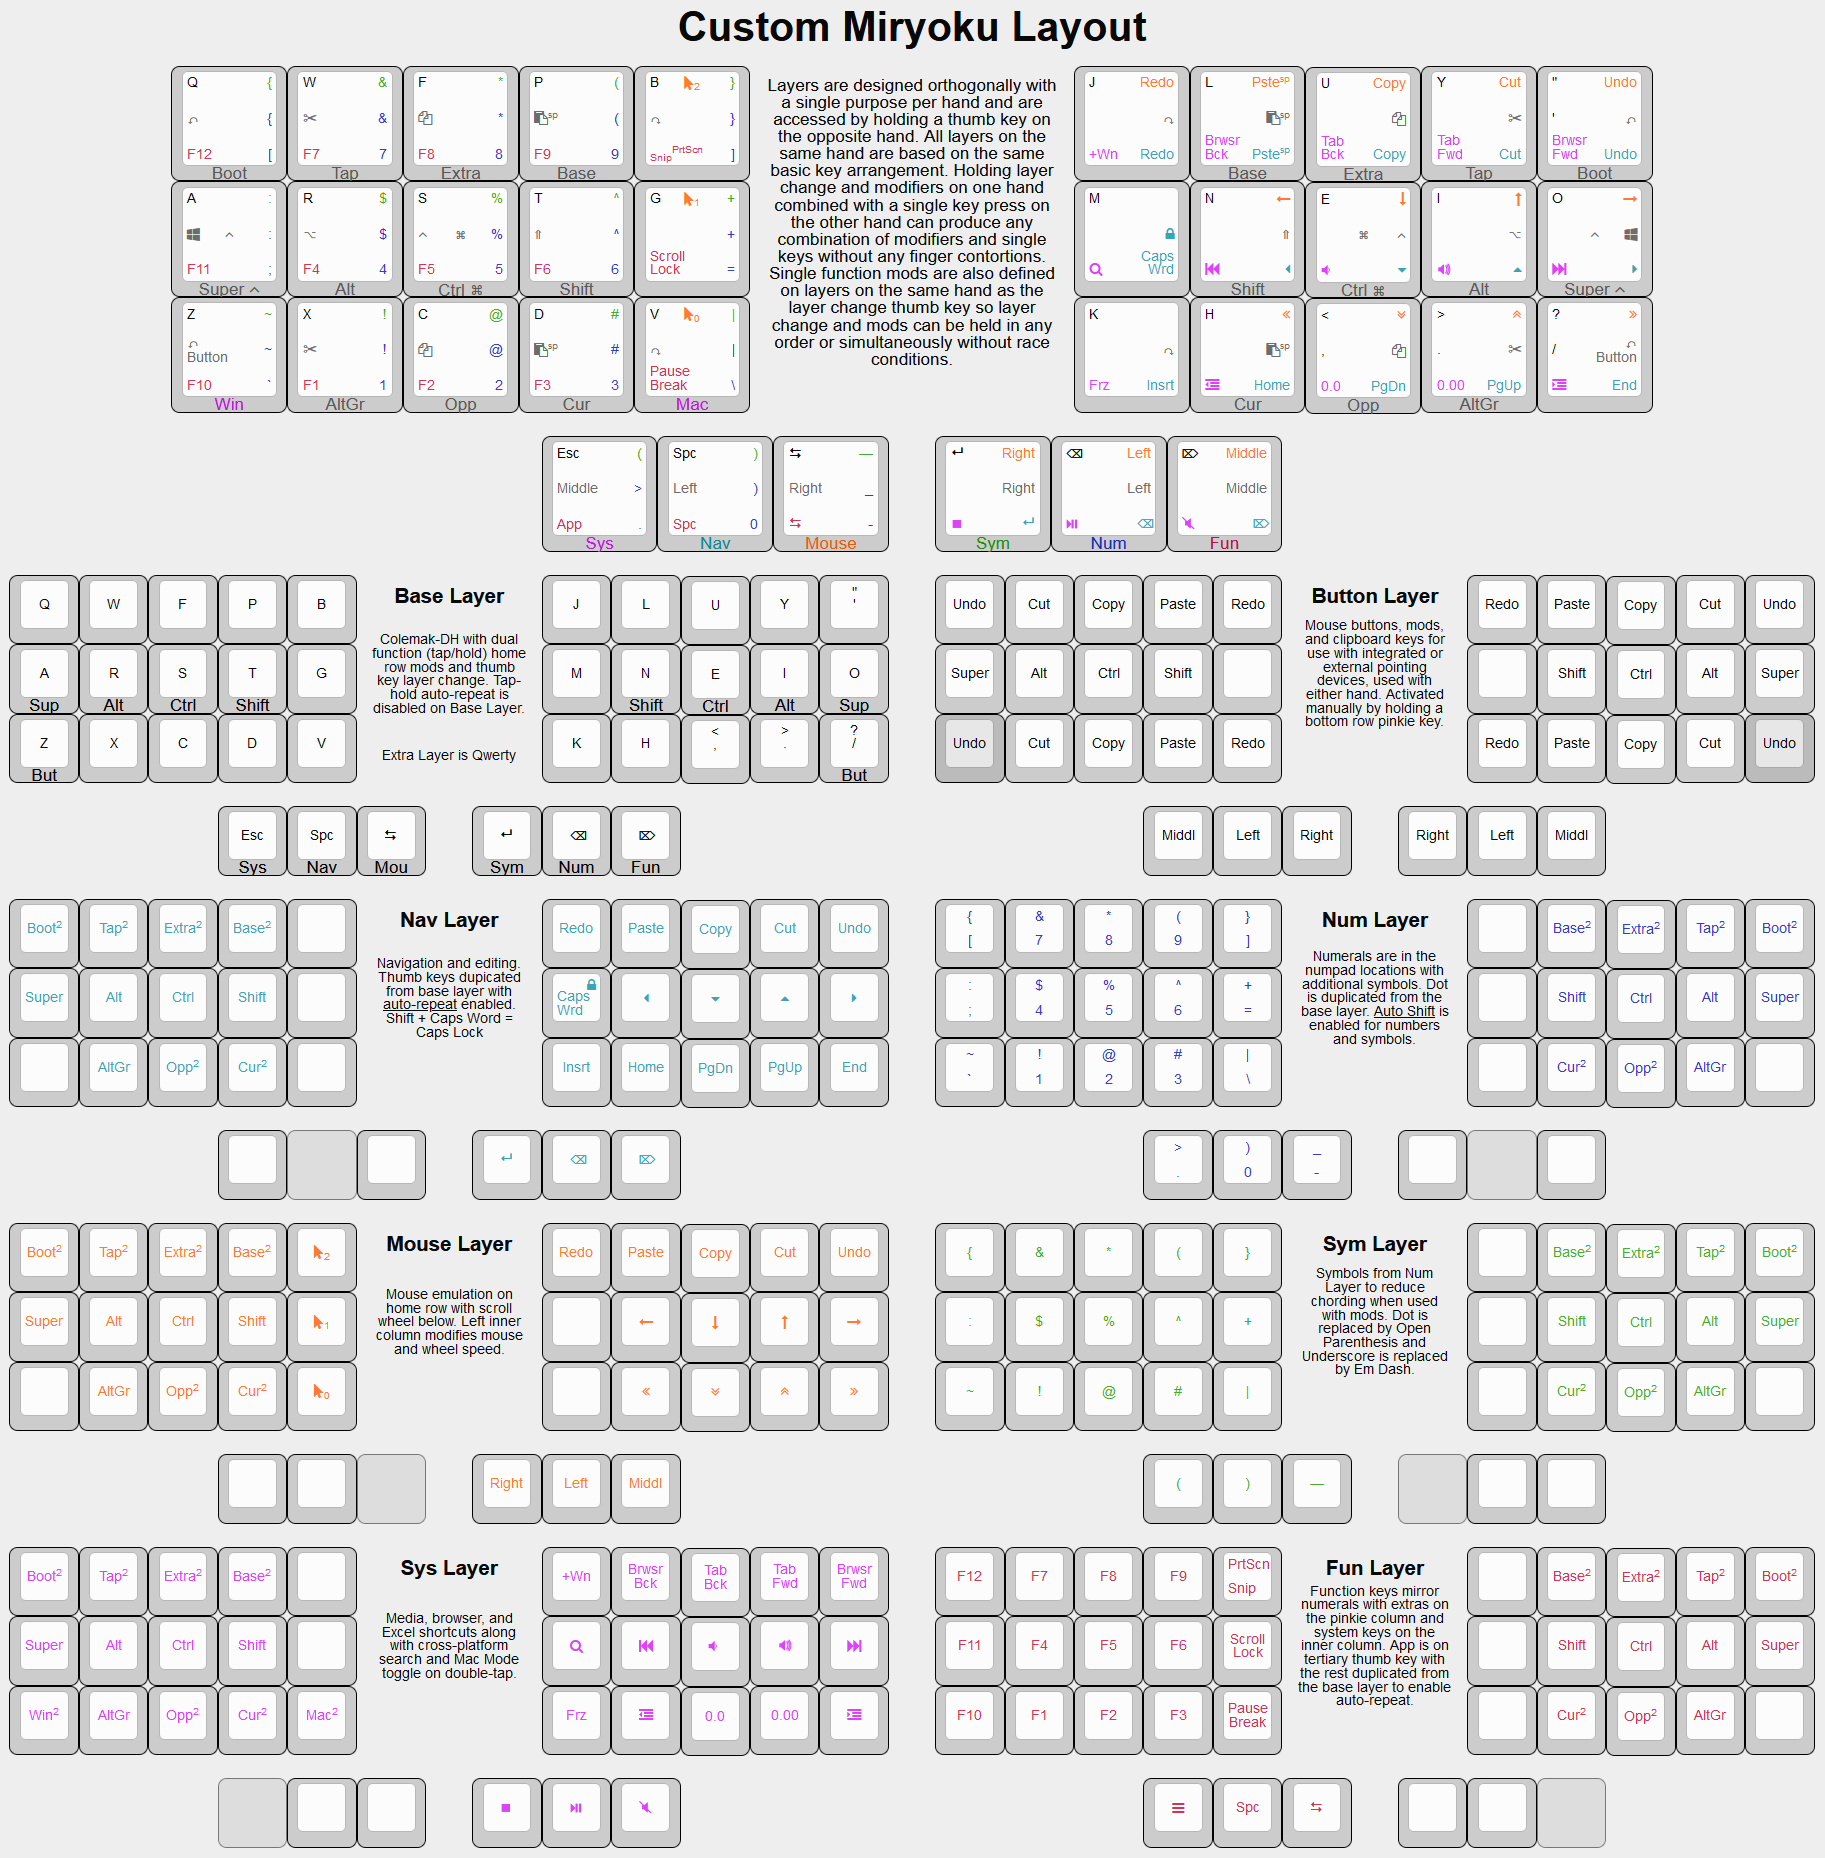 Custom Miryoku Layout
Q {
{
F12 [
Boot
W &
&
F7 7
Tap
F *
*
F8 8
Extra
P (
sp (
F9 9
Base
B 2 }
}
Snip PrtScn ]
Layers are designed orthogonally with
a single purpose per hand and are
accessed by holding a thumb key on
the opposite hand. All layers on the
same hand are based on the same
basic key arrangement. Holding layer
change and modifiers on one hand
combined with a single key press on
the other hand can produce any
combination of modifiers and single
keys without any finger contortions.
Single function mods are also defined
on layers on the same hand as the
layer change thumb key so layer
change and mods can be held in any
order or simultaneously without race
conditions.
J Redo
+Wn Redo
L Pste sp
sp
Brwsr
Bck Pste sp
Base
U Copy
Tab
Bck Copy
Extra
Y Cut
Tab
Fwd Cut
Tap
" Undo
'
Brwsr
Fwd Undo
Boot
A :
:
F11 ;
Super ^
R $
⌥ $
F4 4
Alt
S %
^ ⌘ %
F5 5
Ctrl ⌘
T ^
⇧ ^
F6 6
Shift
G 1 +
+
Scroll
Lock =
M
Caps
Wrd
N ←
⇧
Shift
E ↓
⌘ ^
Ctrl ⌘
I ↑
⌥
Alt
O →
^
Super ^
Z ~
Button ~
F10 `
Win
X !
!
F1 1
AltGr
C @
@
F2 2
Opp
D #
sp #
F3 3
Cur
V 0 |
|
Pause
Break \
Mac
K
Frz Insrt
H «
sp
Home
Cur
<
,
0.0 PgDn
Opp
>
.
0.00 PgUp
AltGr
? »
/ Button
End
Esc (
Middle >
App .
Sys
Spc )
Left )
Spc 0
Nav
⇆ —
Right _
⇆ -
Mouse
↵ Right
Right
■ ↵
Sym
⌫ Left
Left
⌫
Num
⌦ Middle
Middle
⌦
Fun
Base Layer
Q W F P B
J L U Y " '
A R S T G
Sup Alt Ctrl Shift
M N E I O
Shift Ctrl Alt Sup
Z X C D V
But
K H < , > . ? /
But
Colemak-DH with dual
function (tap/hold) home
row mods and thumb
key layer change. Tap-
hold auto-repeat is
disabled on Base Layer.
Extra Layer is Qwerty
Esc Spc ⇆ ↵ ⌫ ⌦
Sys Nav Mou Sym Num Fun
Button Layer
Undo Cut Copy Paste Redo
Redo Paste Copy Cut Undo
Super Alt Ctrl Shift
Shift Ctrl Alt Super
Undo Cut Copy Paste Redo
Redo Paste Copy Cut Undo
Mouse buttons, mods,
and clipboard keys for
use with integrated or
external pointing
devices, used with
either hand. Activated
manually by holding a
bottom row pinkie key.
Middl Left Right Right Left Middl
Nav Layer
Boot2 Tap2 Extra2 Base2
Redo Paste Copy Cut Undo
Super Alt Ctrl Shift
Caps
Wrd
AltGr Opp2 Cur2
Insrt Home PgDn PgUp End
Navigation and editing.
Thumb keys dupicated
from base layer with
auto-repeat enabled.
Shift + Caps Word =
Caps Lock
↵ ⌫ ⌦
Num Layer
{ & * ( }
[ 7 8 9 ]
Base2 Extra2 Tap2 Boot2
: $ % ^ +
; 4 5 6 =
Shift Ctrl Alt Super
~ ! @ # |
` 1 2 3 \
Cur2 Opp2 AltGr
Numerals are in the
numpad locations with
additional symbols. Dot
is duplicated from the
base layer. Auto Shift is
enabled for numbers
and symbols.
> ) _
. 0 -
Mouse Layer
Boot2 Tap2 Extra2 Base2 2
Redo Paste Copy Cut Undo
Super Alt Ctrl Shift 1
← ↓ ↑ →
AltGr Opp2 Cur2 0
« »
Mouse emulation on
home row with scroll
wheel below. Left inner
column modifies mouse
and wheel speed.
Right Left Middl
Sym Layer
{ & * ( }
Base2 Extra2 Tap2 Boot2
: $ % ^ +
Shift Ctrl Alt Super
~ ! @ # |
Cur2 Opp2 AltGr
Symbols from Num
Layer to reduce
chording when used
with mods. Dot is
replaced by Open
Parenthesis and
Underscore is replaced
by Em Dash.
( ) —
Sys Layer
Boot2 Tap2 Extra2 Base2
+Wn Brwsr
Bck Tab
Bck Tab
Fwd Brwsr
Fwd
Super Alt Ctrl Shift
Win2 AltGr Opp2 Cur2 Mac2
Frz 0.0 0.00
Media, browser, and
Excel shortcuts along
with cross-platform
search and Mac Mode
toggle on double-tap.
Fun Layer
F12 F7 F8 F9 PrtScn
Snip
Base2 Extra2 Tap2 Boot2
F11 F4 F5 F6 Scroll
Lock
Shift Ctrl Alt Super
F10 F1 F2 F3 Pause
Break
Cur2 Opp2 AltGr
Function keys mirror
numerals with extras on
the pinkie column and
system keys on the
inner column. App is on
tertiary thumb key with
the rest duplicated from
the base layer to enable
auto-repeat.
Spc ⇆